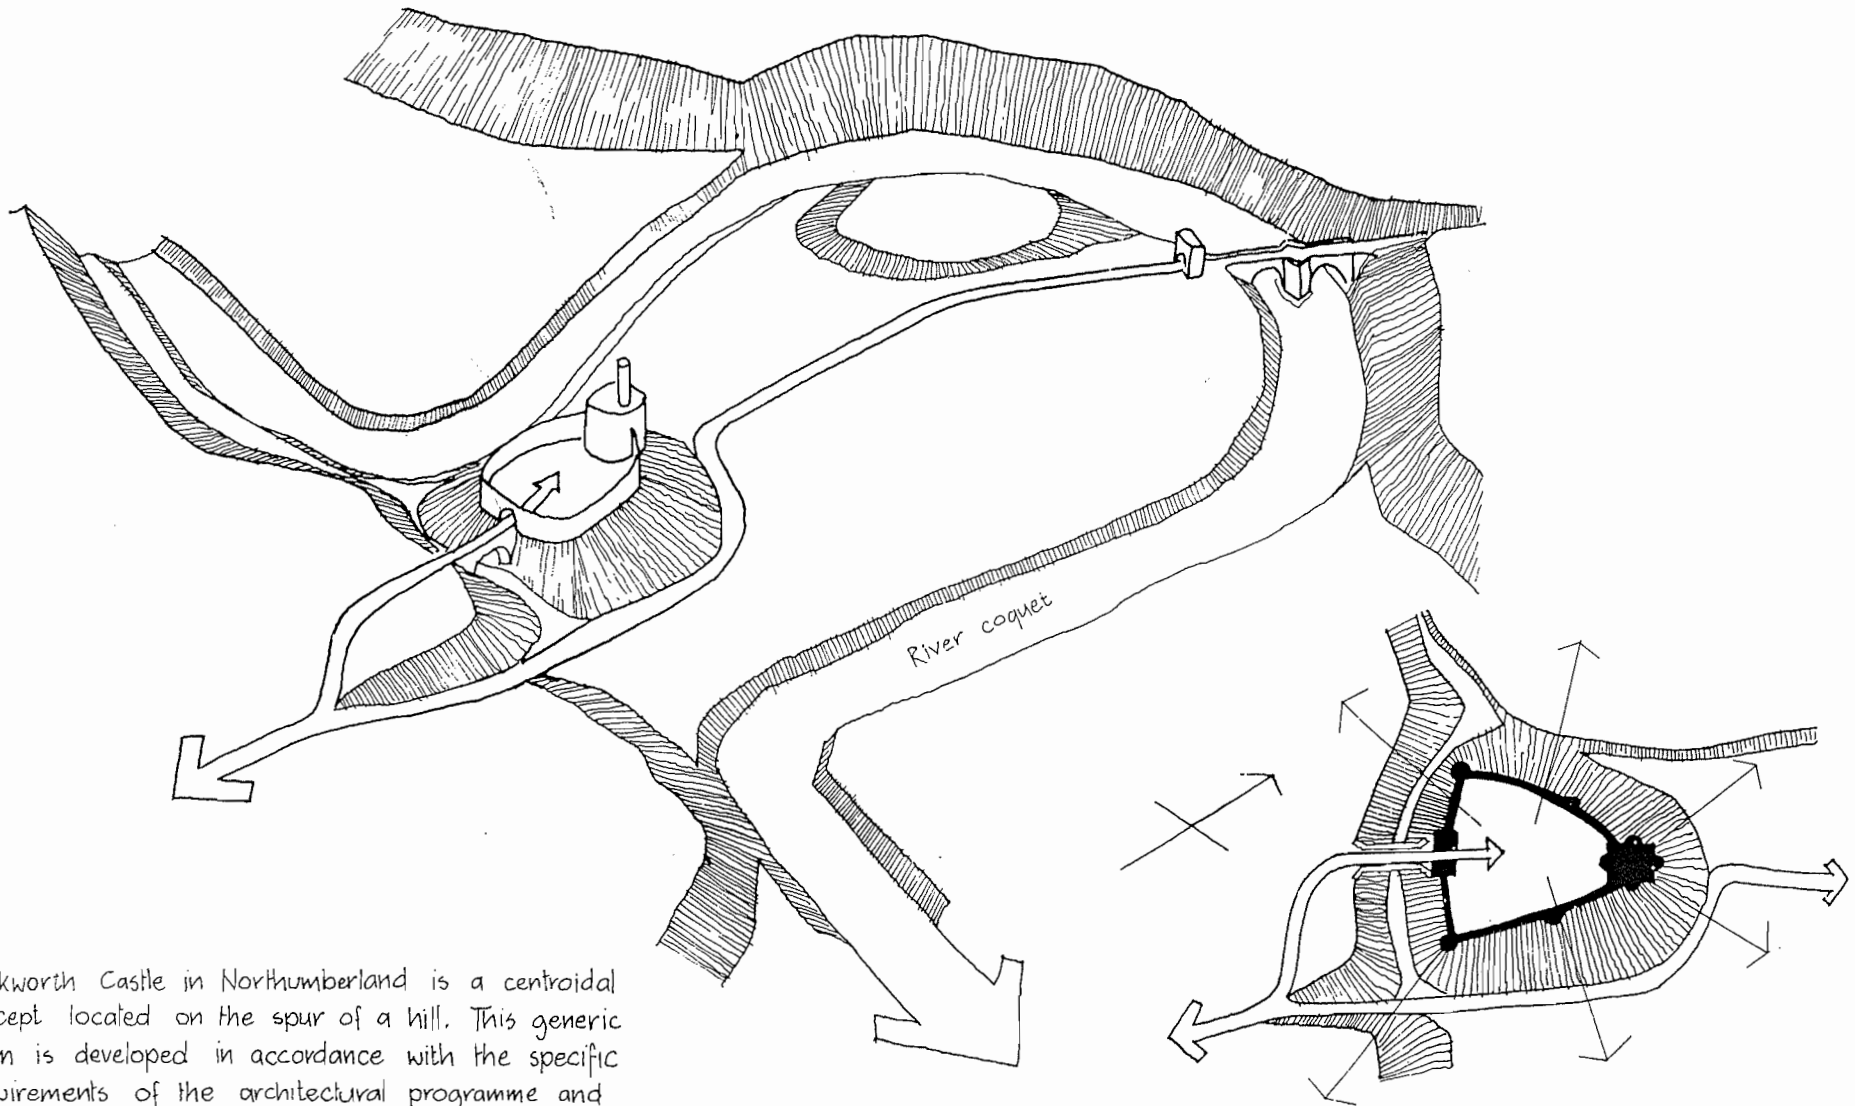 River coquet
kworth Castle in Northumberland is a centroidal
cept located on the spur of a hill. This generic
m is developed in accordance with the specific
uirements of the architectural programme and